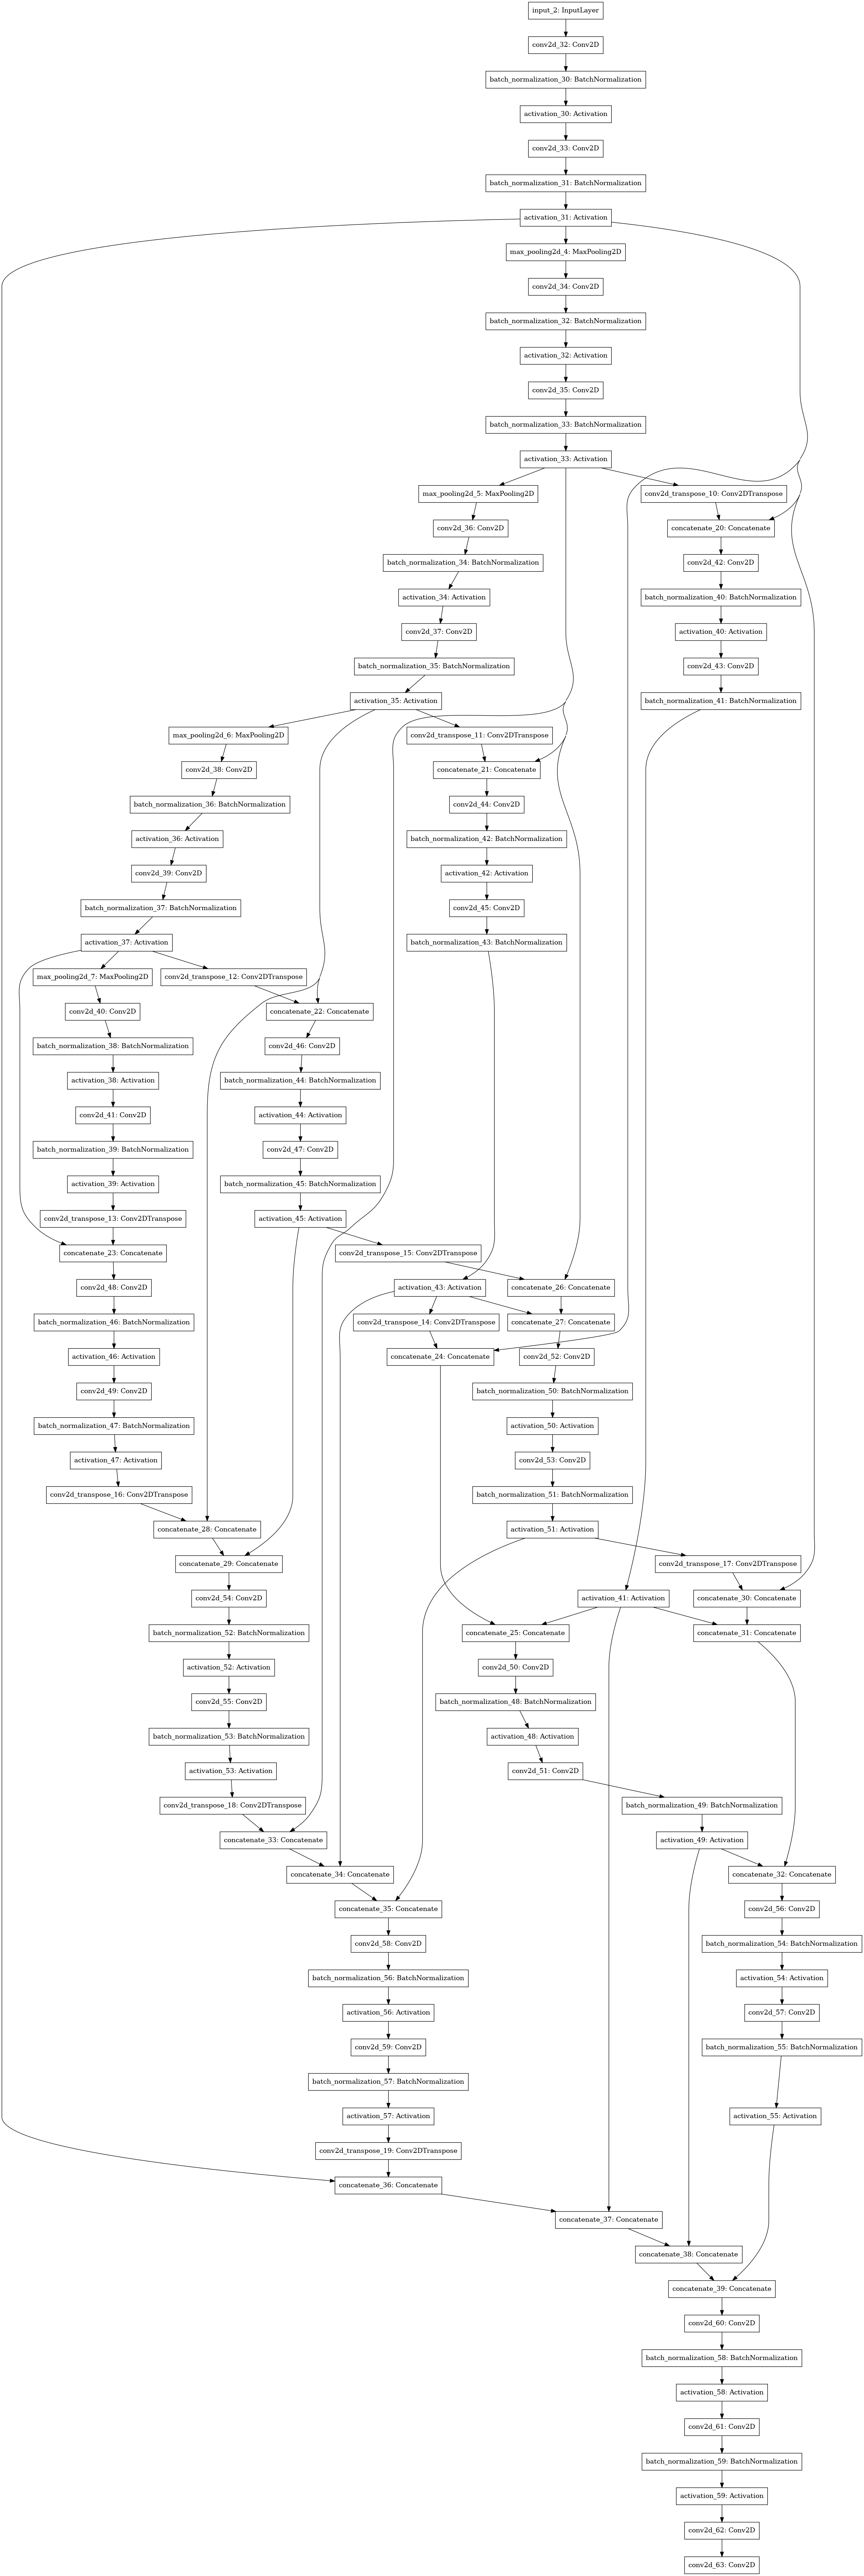 input_2: InputLayer
conv2d_32: Conv2D
batch_normalization_30: BatchNormalization
activation_30: Activation
conv2d_33: Conv2D
batch_normalization_31: BatchNormalization
activation_31: Activation
max_pooling2d_4: MaxPooling2D
conv2d_34: Conv2D
batch_normalization_32: BatchNormalization
activation_32: Activation
conv2d_35: Conv2D
batch_normalization_33: BatchNormalization
activation_33: Activation
max_pooling2d_5: MaxPooling2D
conv2d_transpose_10: Conv2DTranspose
conv2d_36: Conv2D
concatenate_20: Concatenate
batch_normalization_34: BatchNormalization
conv2d_42: Conv2D
activation_34: Activation
batch_normalization_40: BatchNormalization
conv2d_37: Conv2D
activation_40: Activation
batch_normalization_35: BatchNormalization
conv2d_43: Conv2D
activation_35: Activation
batch_normalization_41: BatchNormalization
max_pooling2d_6: MaxPooling2D
conv2d_transpose_11: Conv2DTranspose
conv2d_38: Conv2D
concatenate_21: Concatenate
batch_normalization_36: BatchNormalization
conv2d_44: Conv2D
activation_36: Activation
batch_normalization_42: BatchNormalization
conv2d_39: Conv2D
activation_42: Activation
batch_normalization_37: BatchNormalization
conv2d_45: Conv2D
activation_37: Activation
batch_normalization_43: BatchNormalization
max_pooling2d_7: MaxPooling2D
conv2d_transpose_12: Conv2DTranspose
conv2d_40: Conv2D
concatenate_22: Concatenate
batch_normalization_38: BatchNormalization
conv2d_46: Conv2D
activation_38: Activation
batch_normalization_44: BatchNormalization
conv2d_41: Conv2D
activation_44: Activation
batch_normalization_39: BatchNormalization
conv2d_47: Conv2D
activation_39: Activation
batch_normalization_45: BatchNormalization
conv2d_transpose_13: Conv2DTranspose
activation_45: Activation
concatenate_23: Concatenate
conv2d_transpose_15: Conv2DTranspose
conv2d_48: Conv2D
activation_43: Activation
concatenate_26: Concatenate
batch_normalization_46: BatchNormalization
conv2d_transpose_14: Conv2DTranspose
concatenate_27: Concatenate
activation_46: Activation
concatenate_24: Concatenate
conv2d_52: Conv2D
conv2d_49: Conv2D
batch_normalization_50: BatchNormalization
batch_normalization_47: BatchNormalization
activation_50: Activation
activation_47: Activation
conv2d_53: Conv2D
conv2d_transpose_16: Conv2DTranspose
batch_normalization_51: BatchNormalization
concatenate_28: Concatenate
activation_51: Activation
concatenate_29: Concatenate
conv2d_transpose_17: Conv2DTranspose
conv2d_54: Conv2D
activation_41: Activation
concatenate_30: Concatenate
batch_normalization_52: BatchNormalization
concatenate_25: Concatenate
concatenate_31: Concatenate
activation_52: Activation
conv2d_50: Conv2D
conv2d_55: Conv2D
batch_normalization_48: BatchNormalization
batch_normalization_53: BatchNormalization
activation_48: Activation
activation_53: Activation
conv2d_51: Conv2D
conv2d_transpose_18: Conv2DTranspose
batch_normalization_49: BatchNormalization
concatenate_33: Concatenate
activation_49: Activation
concatenate_34: Concatenate
concatenate_32: Concatenate
concatenate_35: Concatenate
conv2d_56: Conv2D
conv2d_58: Conv2D
batch_normalization_54: BatchNormalization
batch_normalization_56: BatchNormalization
activation_54: Activation
activation_56: Activation
conv2d_57: Conv2D
conv2d_59: Conv2D
batch_normalization_55: BatchNormalization
batch_normalization_57: BatchNormalization
activation_57: Activation
activation_55: Activation
conv2d_transpose_19: Conv2DTranspose
concatenate_36: Concatenate
concatenate_37: Concatenate
concatenate_38: Concatenate
concatenate_39: Concatenate
conv2d_60: Conv2D
batch_normalization_58: BatchNormalization
activation_58: Activation
conv2d_61: Conv2D
batch_normalization_59: BatchNormalization
activation_59: Activation
conv2d_62: Conv2D
conv2d_63: Conv2D